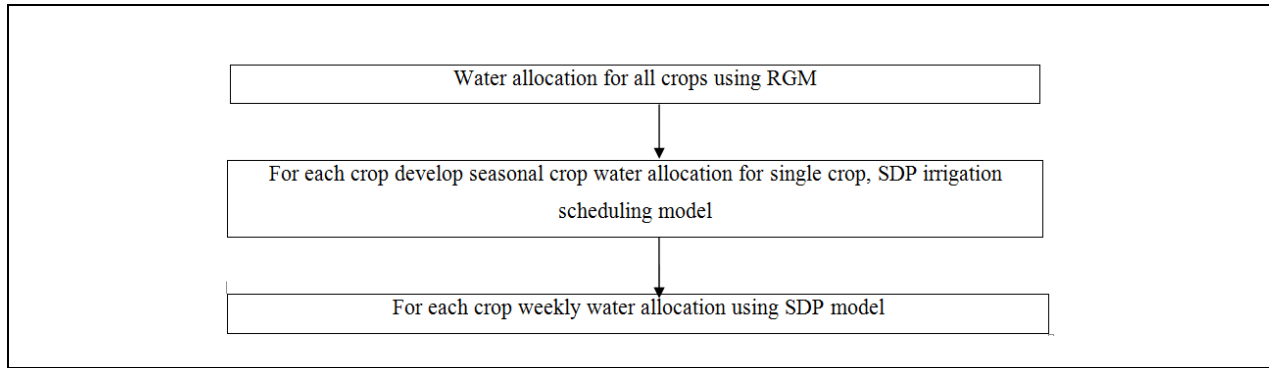 Water allocation for all crops using RGM
For each crop develop seasonal crop water allocation for single crop, SDP irrigation
scheduling model
For each crop weekly water allocation using SDP model